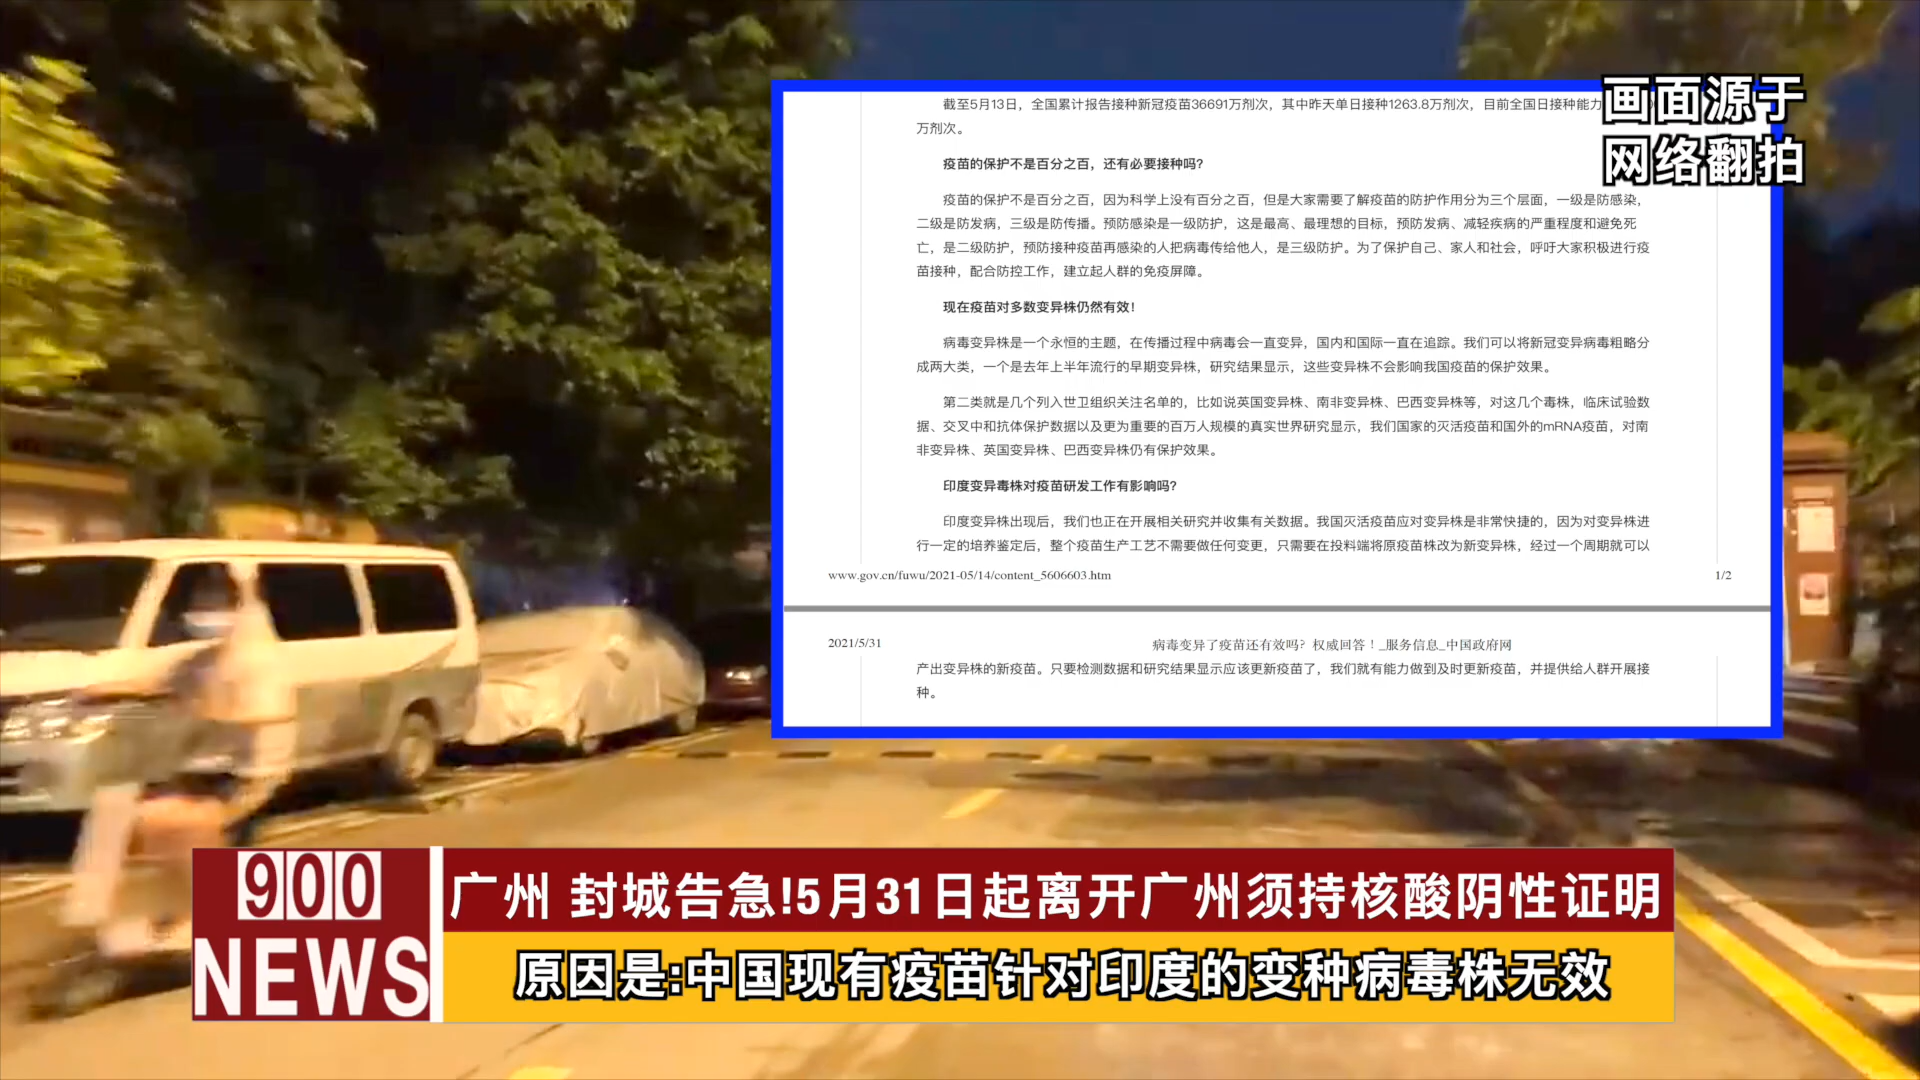 画面源于
网络翻拍
截至5月13日，全国累计报告接种新冠疫苗36691万剂次，其中昨天单日接种1263.8万剂次，目前全国日接种能力
万剂次。
疫苗的保护不是百分之百，还有必要接种吗？
疫苗的保护不是百分之百，因为科学上没有百分之百，但是大家需要了解疫苗的防护作用分为三个层面，一级是防感染，
二级是防发病，三级是防传播。预防感染是一级防护，这是最高、最理想的目标，预防发病、减轻疾病的严重程度和避免死
亡，是二级防护，预防接种疫苗再感染的人把病毒传给他人，是三级防护。为了保护自己、家人和社会，呼吁大家积极进行疫
苗接种，配合防控工作，建立起人群的免疫屏障。
现在疫苗对多数变异株仍然有效！
病毒变异株是一个永恒的主题，在传播过程中病毒会一直变异，国内和国际一直在追踪。我们可以将新冠变异病毒粗略分
成两大类，一个是去年上半年流行的早期变异株，研究结果显示，这些变异株不会影响我国疫苗的保护效果。
第二类就是几个列入世卫组织关注名单的，比如说英国变异株、南非变异株、巴西变异株等，对这几个毒株，临床试验数
据、交叉中和抗体保护数据以及更为重要的百万人规模的真实世界研究显示，我们国家的灭活疫苗和国外的mRNA疫苗，对南
非变异株、英国变异株、巴西变异株仍有保护效果。
印度变异毒株对疫苗研发工作有影响吗？
印度变异株出现后，我们也正在开展相关研究并收集有关数据。我国灭活疫苗应对变异株是非常快捷的，因为对变异株进
行一定的培养鉴定后，整个疫苗生产工艺不需要做任何变更，只需要在投料端将原疫苗株改为新变异株，经过一个周期就可以
www.gov.cn/fuwu/2021-05/14/content_5606603.htm 1/2
2021/5/31 病毒变异了疫苗还有效吗？权威回答！_服务信息_中国政府网
产出变异株的新疫苗。只要检测数据和研究结果显示应该更新疫苗了，我们就有能力做到及时更新疫苗，并提供给人群开展接
种。
900
NEWS
广州 封城告急!5月31日起离开广州须持核酸阴性证明
原因是:中国现有疫苗针对印度的变种病毒株无效